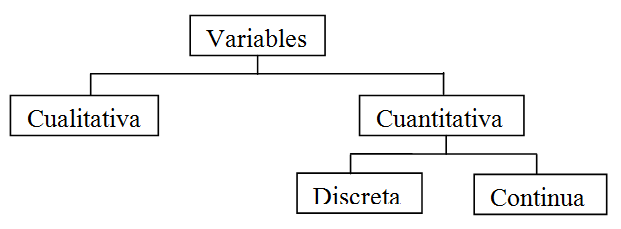 Variables
Cualitativa
Cuantitativa
Discreta
Continua